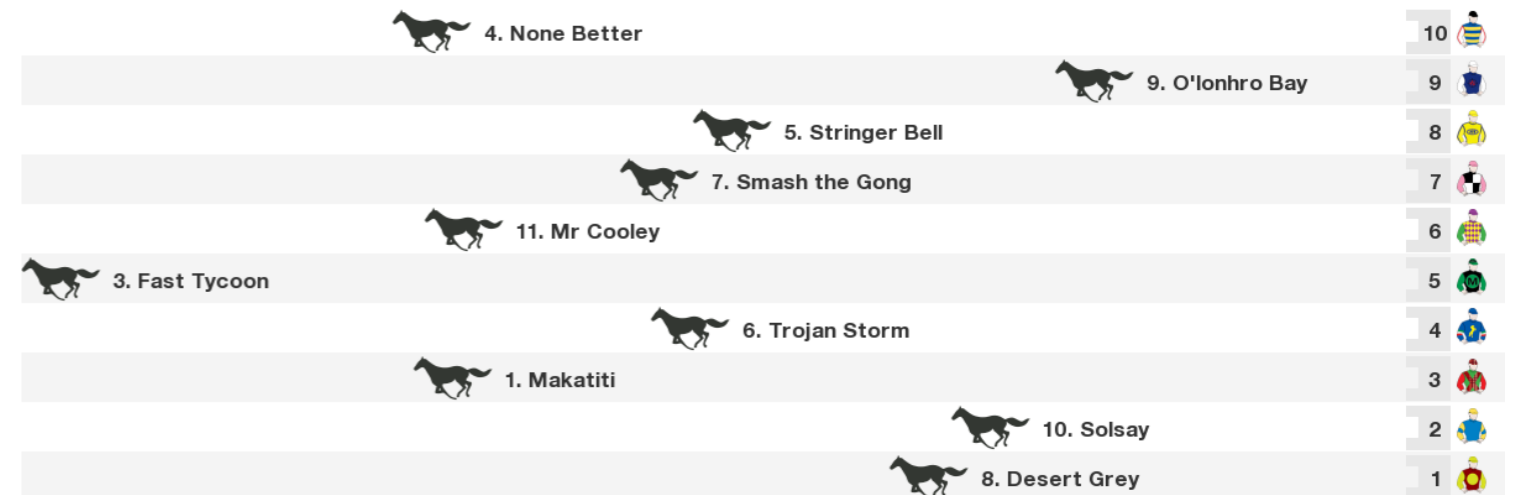 4. None Better 10
9. O'lonhro Bay 9
5. Stringer Bell 8
7. Smash the Gong 7
11. Mr Cooley 6
3. Fast Tycoon 5
6. Trojan Storm 4
1. Makatiti 3
10. Solsay 2
8. Desert Grey 1